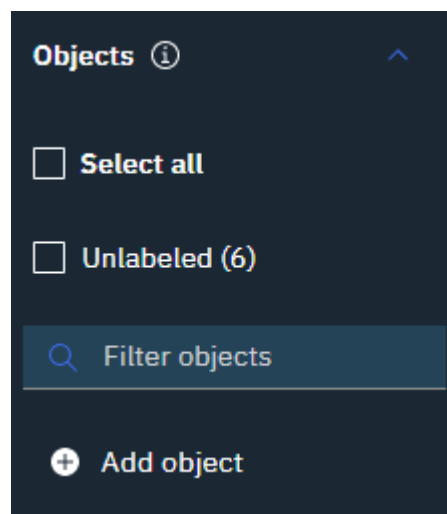 Objects
Select all
Unlabeled (6)
Filter objects
Add object